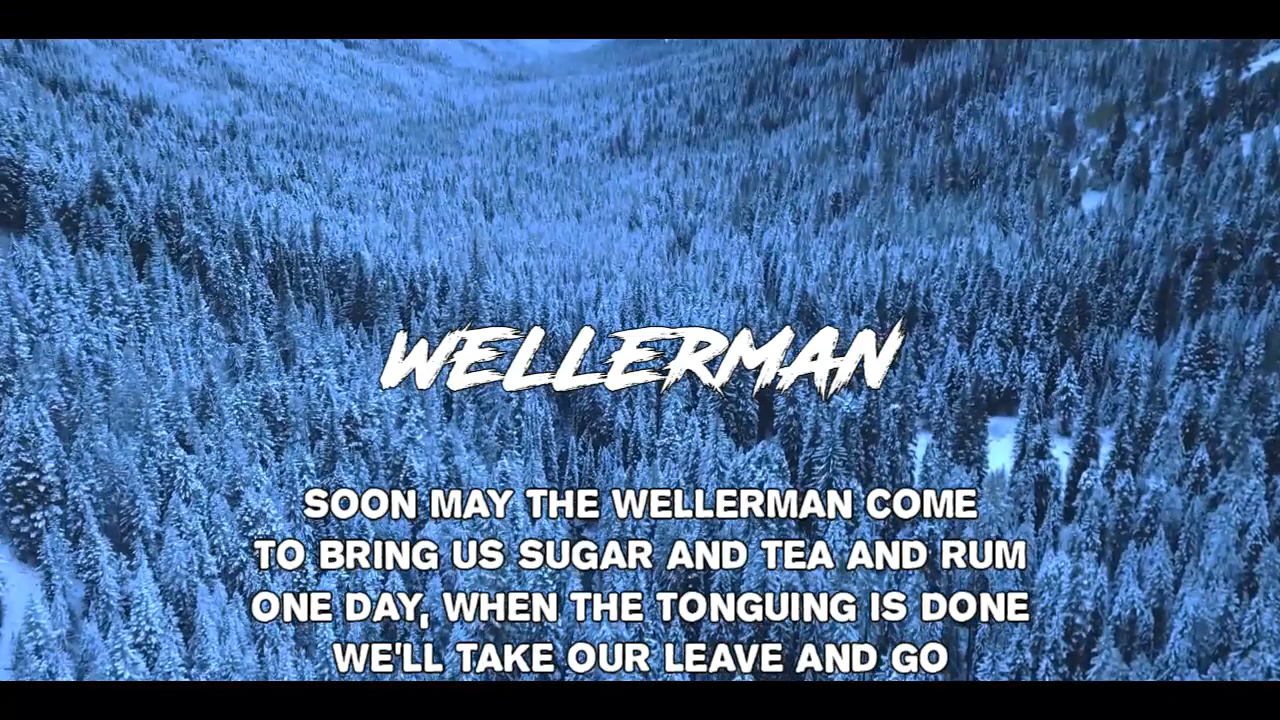 WELLERMAN
SOON MAY THE WELLERMAN COME
TO BRING US SUGAR AND TEA AND RUM
ONE DAY, WHEN THE TONGUING IS DONE
WE'LL TAKE OUR LEAVE AND GO